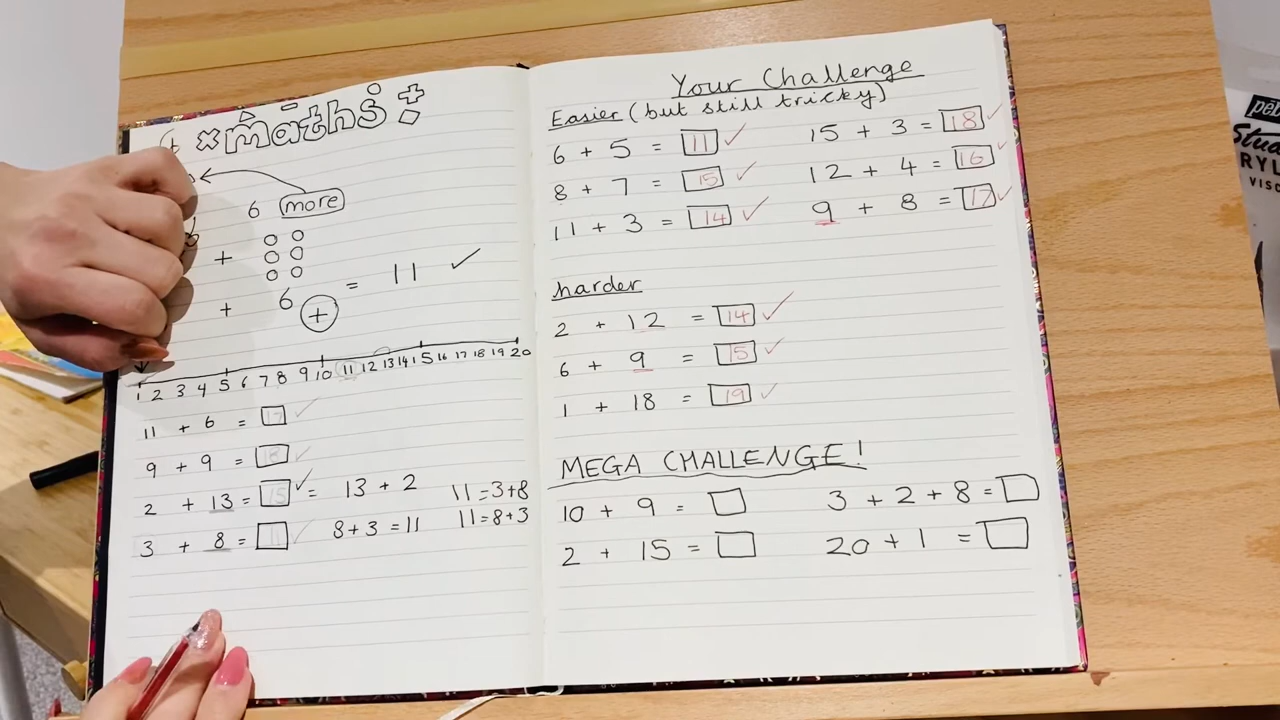 + × maths ÷
6 more
+
+ 6 + = 11 ✓
1 2 3 4 5 6 7 8 9 10 11 12 13 14 15 16 17 18 19 20
11 + 6 = 17 ✓
9 + 9 = 18 ✓
2 + 13 = 15 ✓ = 13 + 2
3 + 8 = 11 ✓ 8 + 3 = 11
11 = 3 + 8
11 = 8 + 3
Your Challenge
Easier (but still tricky)
6 + 5 = 11 ✓ 15 + 3 = 18 ✓
8 + 7 = 15 ✓ 12 + 4 = 16 ✓
11 + 3 = 14 ✓ 9 + 8 = 17 ✓
harder
2 + 12 = 14 ✓
6 + 9 = 15 ✓
1 + 18 = 19 ✓
MEGA CHALLENGE!
10 + 9 = □ 3 + 2 + 8 = □
2 + 15 = □ 20 + 1 = □